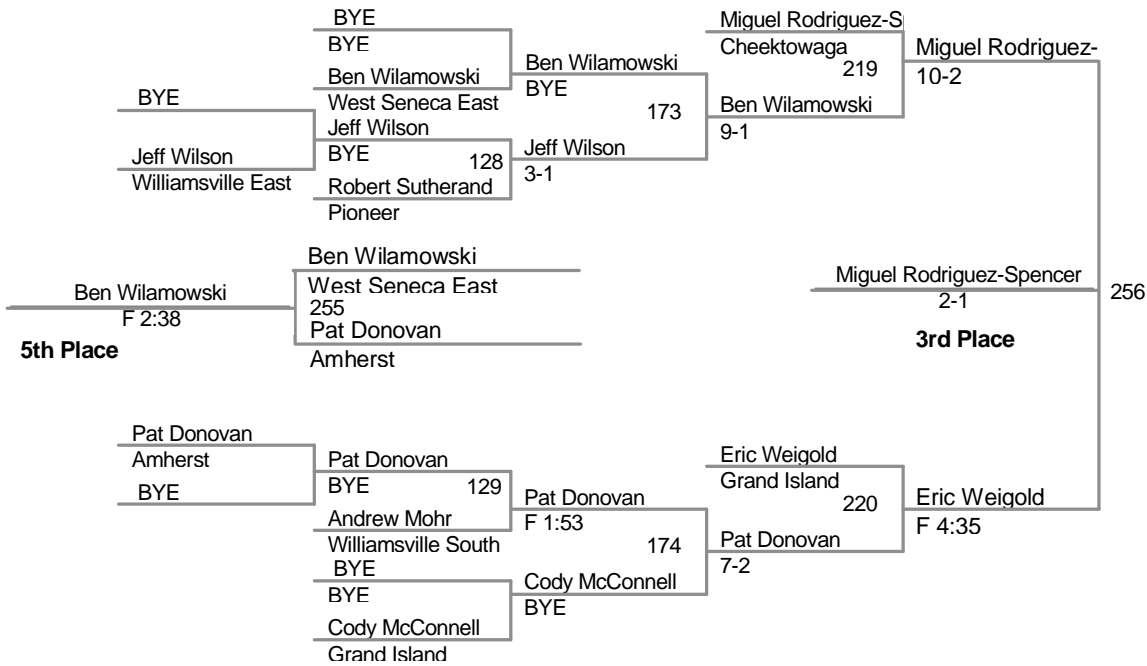 BYE
BYE
Ben Wilamowski
West Seneca East
BYE
Jeff Wilson
Williamsville East
Jeff Wilson
BYE
128
Robert Sutherand
Pioneer
Ben Wilamowski
BYE
173
Jeff Wilson
3-1
Miguel Rodriguez-S
Cheektowaga
219
Ben Wilamowski
9-1
Miguel Rodriguez-
10-2
Ben Wilamowski
West Seneca East
255
Pat Donovan
Amherst
Ben Wilamowski
F 2:38
5th Place
Miguel Rodriguez-Spencer
2-1
3rd Place
256
Pat Donovan
Amherst
BYE
Pat Donovan
BYE
129
Andrew Mohr
Williamsville South
BYE
BYE
Cody McConnell
Grand Island
Pat Donovan
F 1:53
174
Cody McConnell
BYE
Eric Weigold
Grand Island
220
Pat Donovan
7-2
Eric Weigold
F 4:35